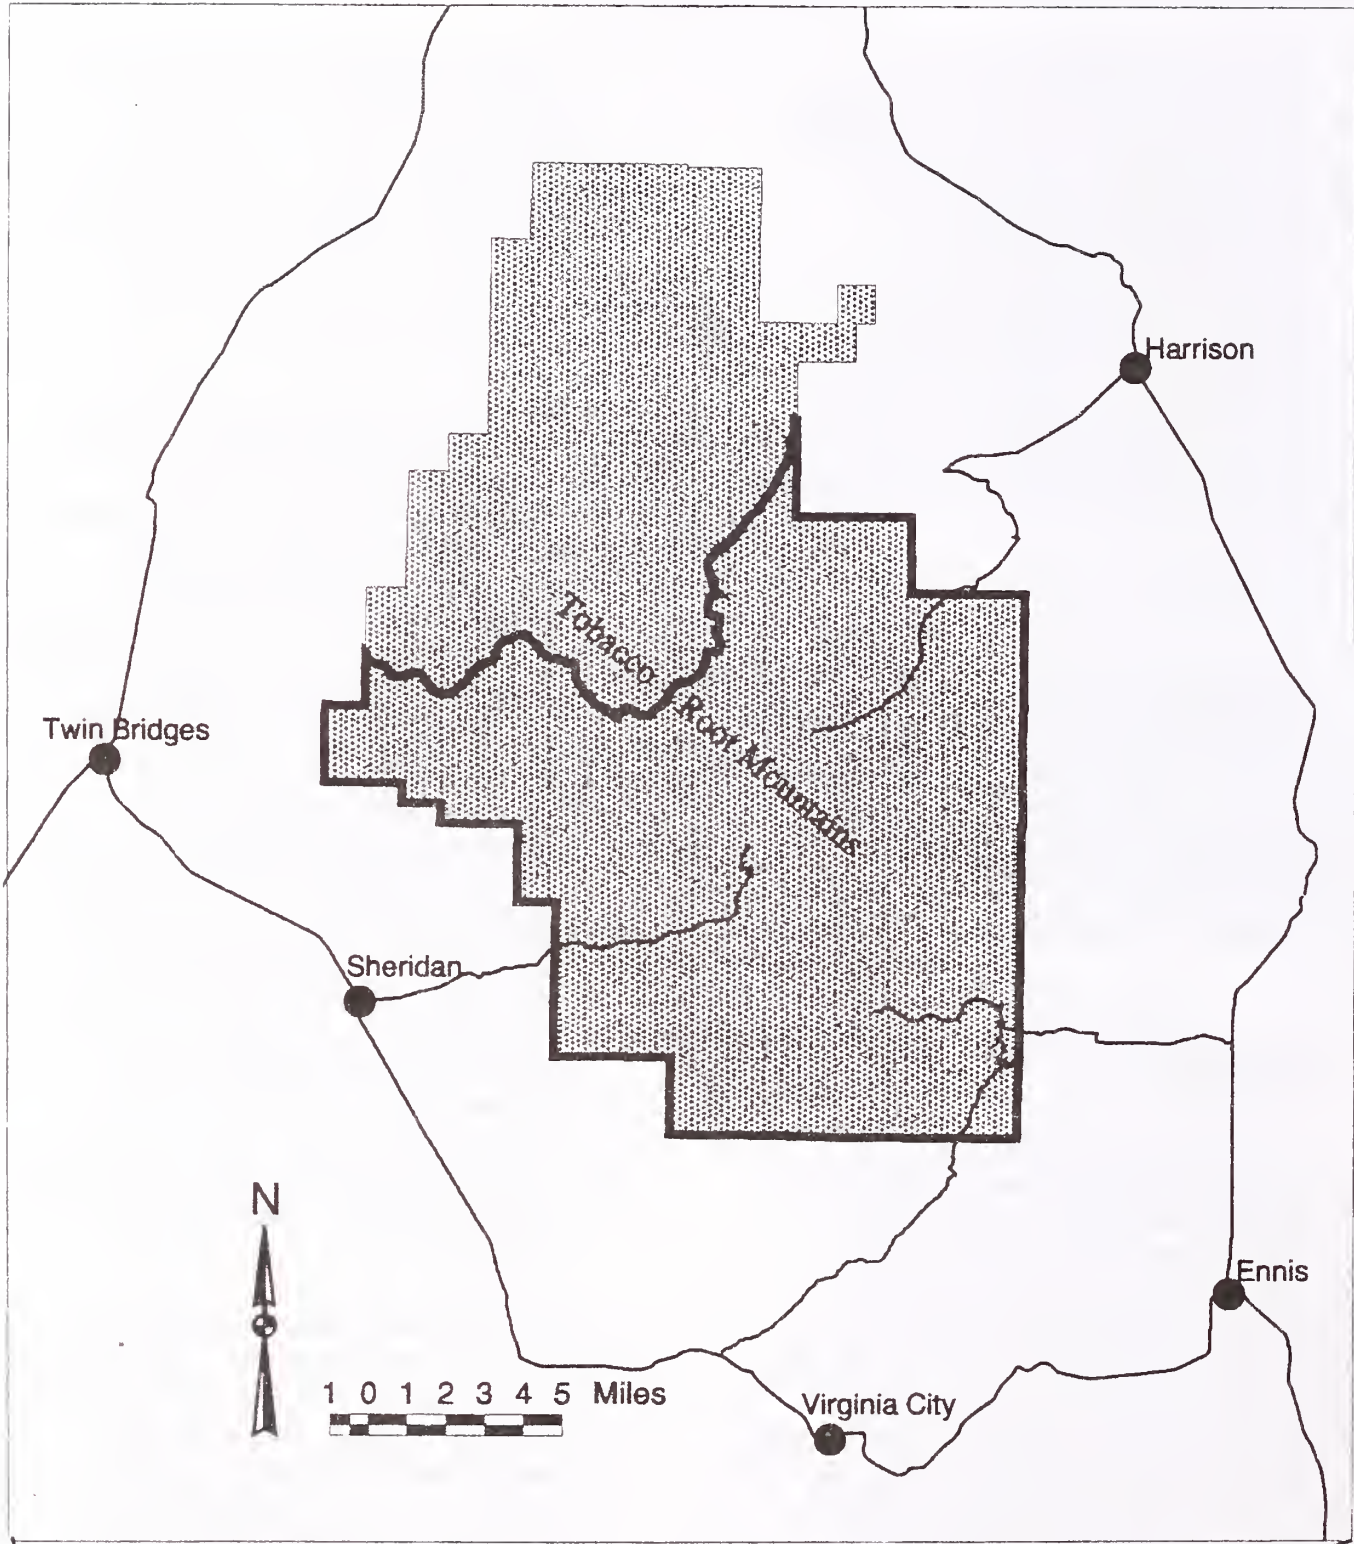 Harrison
Tobacco Root Mountains
Twin Bridges
Sheridan
N
Ennis
1 0 1 2 3 4 5 Miles
Virginia City